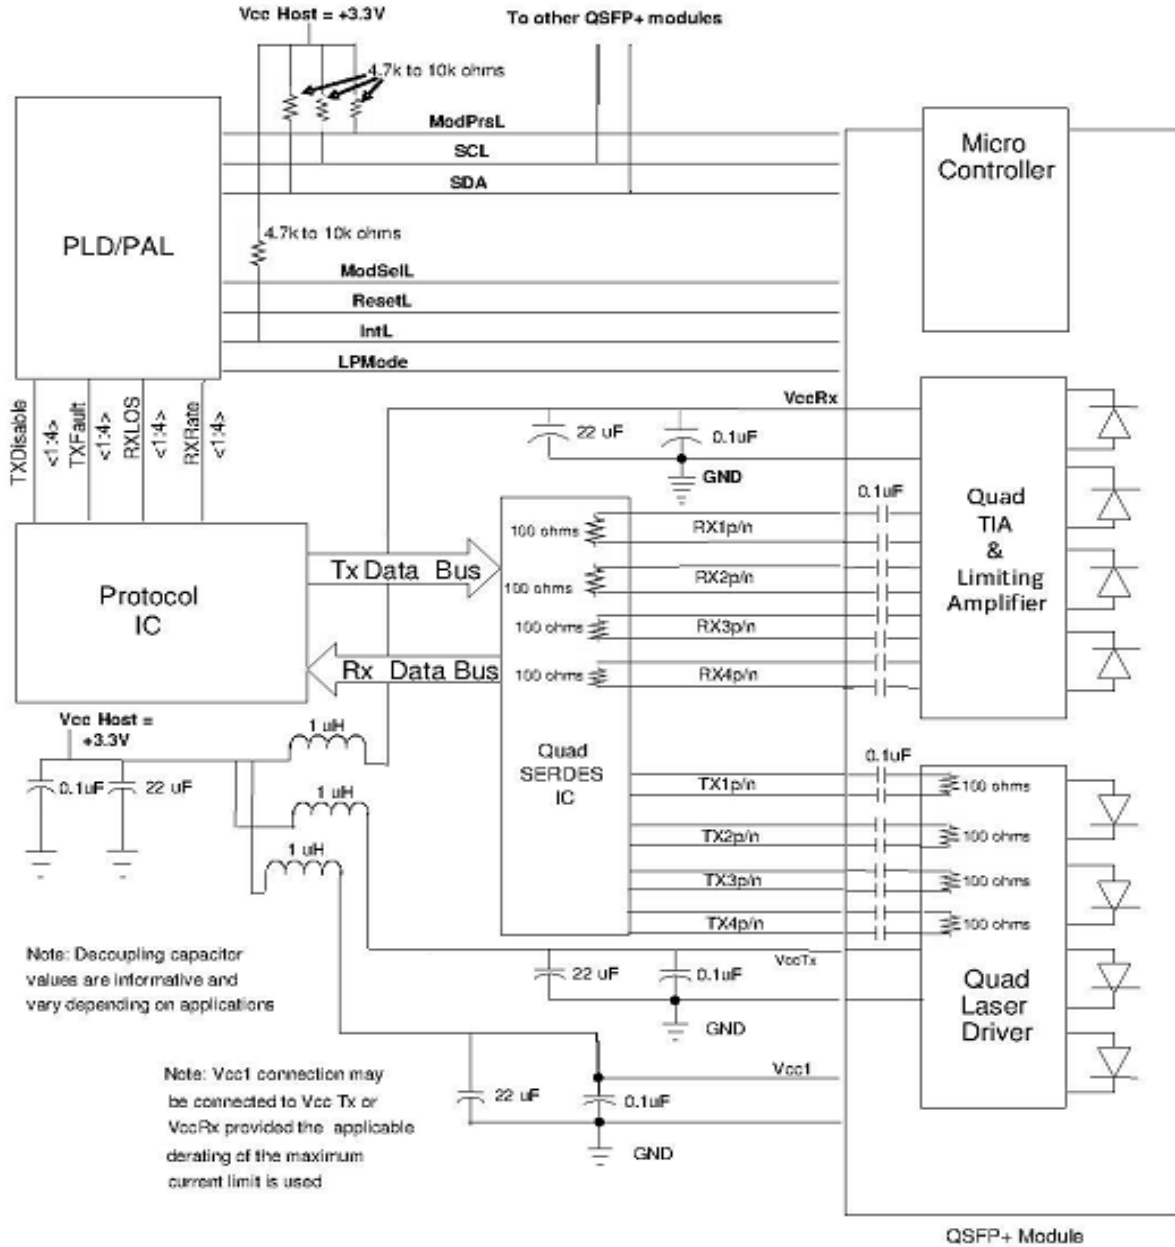 Vcc Host = +3.3V
To other QSFP+ modules
4.7k to 10k ohms
ModPrsL
SCL
SDA
4.7k to 10k ohms
ModSelL
ResetL
IntL
LPMode
PLD/PAL
Micro
Controller
TXDisable
<1:4>
TXFault
<1:4>
RXLOS
<1:4>
RXRate
<1:4>
VccRx
22 uF
0.1uF
GND
0.1uF
Quad
TIA
&
Limiting
Amplifier
100 ohms
RX1p/n
100 ohms
RX2p/n
100 ohms
RX3p/n
100 ohms
RX4p/n
Tx Data Bus
Rx Data Bus
Protocol
IC
Vcc Host =
+3.3V
0.1uF
22 uF
1 uH
1 uH
1 uH
Quad
SERDES
IC
0.1uF
TX1p/n
100 ohms
TX2p/n
100 ohms
TX3p/n
100 ohms
TX4p/n
100 ohms
VccTx
22 uF
0.1uF
GND
Quad
Laser
Driver
Note: Decoupling capacitor
values are informative and
vary depending on applications
Vcc1
22 uF
0.1uF
GND
Note: Vcc1 connection may
be connected to Vcc Tx or
VccRx provided the applicable
derating of the maximum
current limit is used
QSFP+ Module